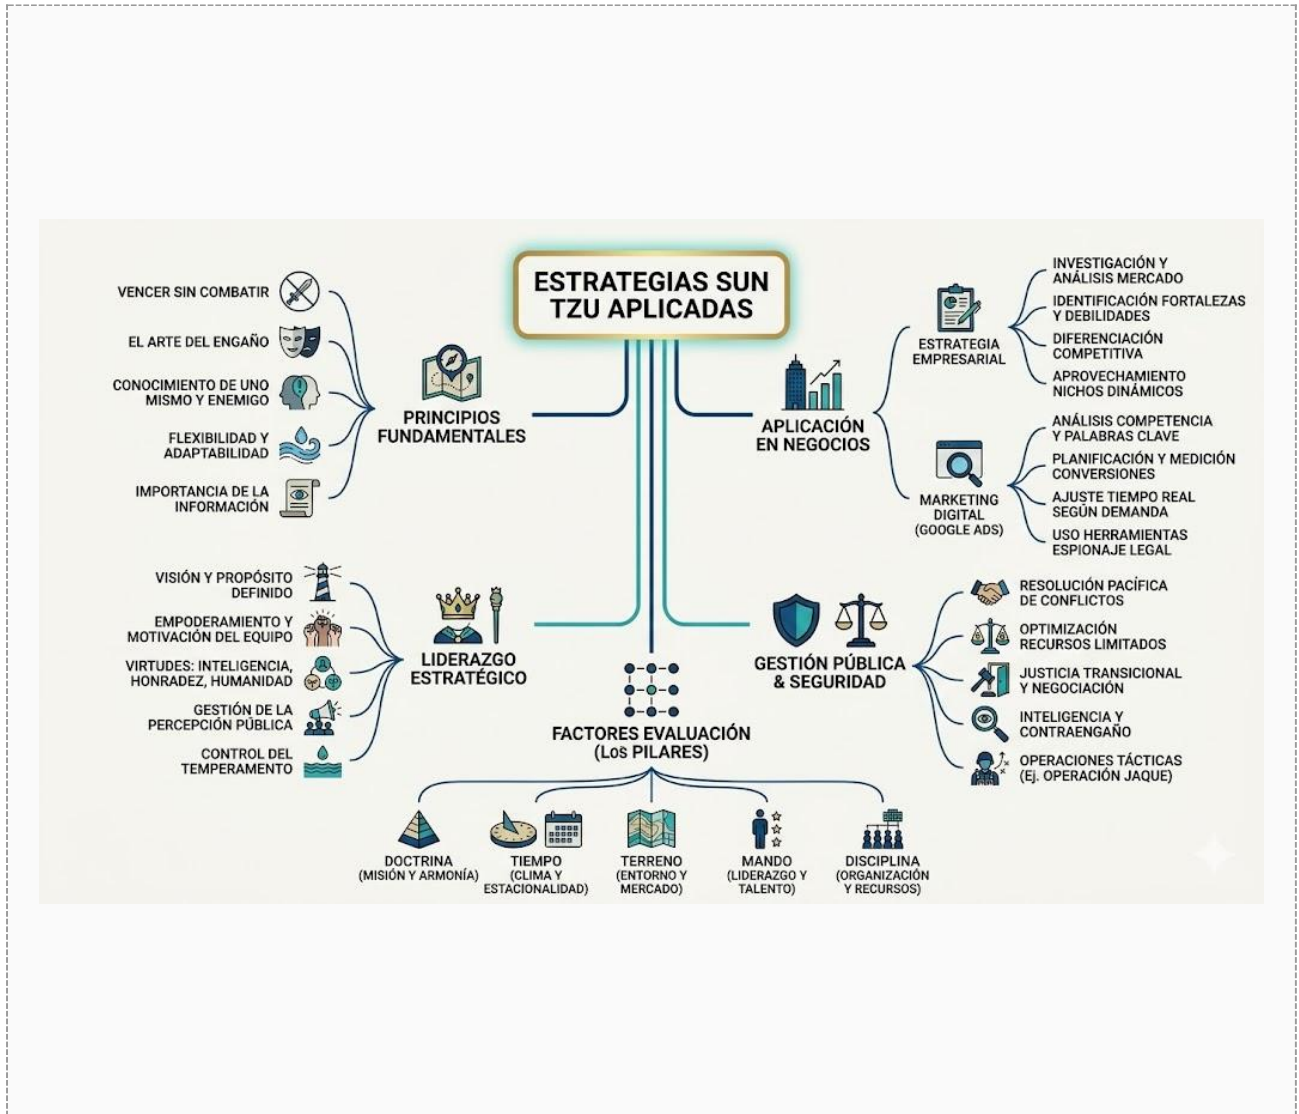 ESTRATEGIAS SUN
TZU APLICADAS
PRINCIPIOS
FUNDAMENTALES
VENCER SIN COMBATIR
EL ARTE DEL ENGAÑO
CONOCIMIENTO DE UNO
MISMO Y ENEMIGO
FLEXIBILIDAD Y
ADAPTABILIDAD
IMPORTANCIA DE LA
INFORMACIÓN
APLICACIÓN
EN NEGOCIOS
ESTRATEGIA
EMPRESARIAL
INVESTIGACIÓN Y
ANÁLISIS MERCADO
IDENTIFICACIÓN FORTALEZAS
Y DEBILIDADES
DIFERENCIACIÓN
COMPETITIVA
APROVECHAMIENTO
NICHOS DINÁMICOS
MARKETING
DIGITAL
(GOOGLE ADS)
ANÁLISIS COMPETENCIA
Y PALABRAS CLAVE
PLANIFICACIÓN Y MEDICIÓN
CONVERSIONES
AJUSTE TIEMPO REAL
SEGÚN DEMANDA
USO HERRAMIENTAS
ESPIONAJE LEGAL
LIDERAZGO
ESTRATÉGICO
VISIÓN Y PROPÓSITO
DEFINIDO
EMPODERAMIENTO Y
MOTIVACIÓN DEL EQUIPO
VIRTUDES: INTELIGENCIA,
HONRADEZ, HUMANIDAD
GESTIÓN DE LA
PERCEPCIÓN PÚBLICA
CONTROL DEL
TEMPERAMENTO
GESTIÓN PÚBLICA
& SEGURIDAD
RESOLUCIÓN PACÍFICA
DE CONFLICTOS
OPTIMIZACIÓN
RECURSOS LIMITADOS
JUSTICIA TRANSICIONAL
Y NEGOCIACIÓN
INTELIGENCIA Y
CONTRAENGAÑO
OPERACIONES TÁCTICAS
(Ej. OPERACIÓN JAQUE)
FACTORES EVALUACIÓN
(Los PILARES)
DOCTRINA
(MISIÓN Y ARMONÍA)
TIEMPO
(CLIMA Y
ESTACIONALIDAD)
TERRENO
(ENTORNO Y
MERCADO)
MANDO
(LIDERAZGO Y
TALENTO)
DISCIPLINA
(ORGANIZACIÓN
Y RECURSOS)